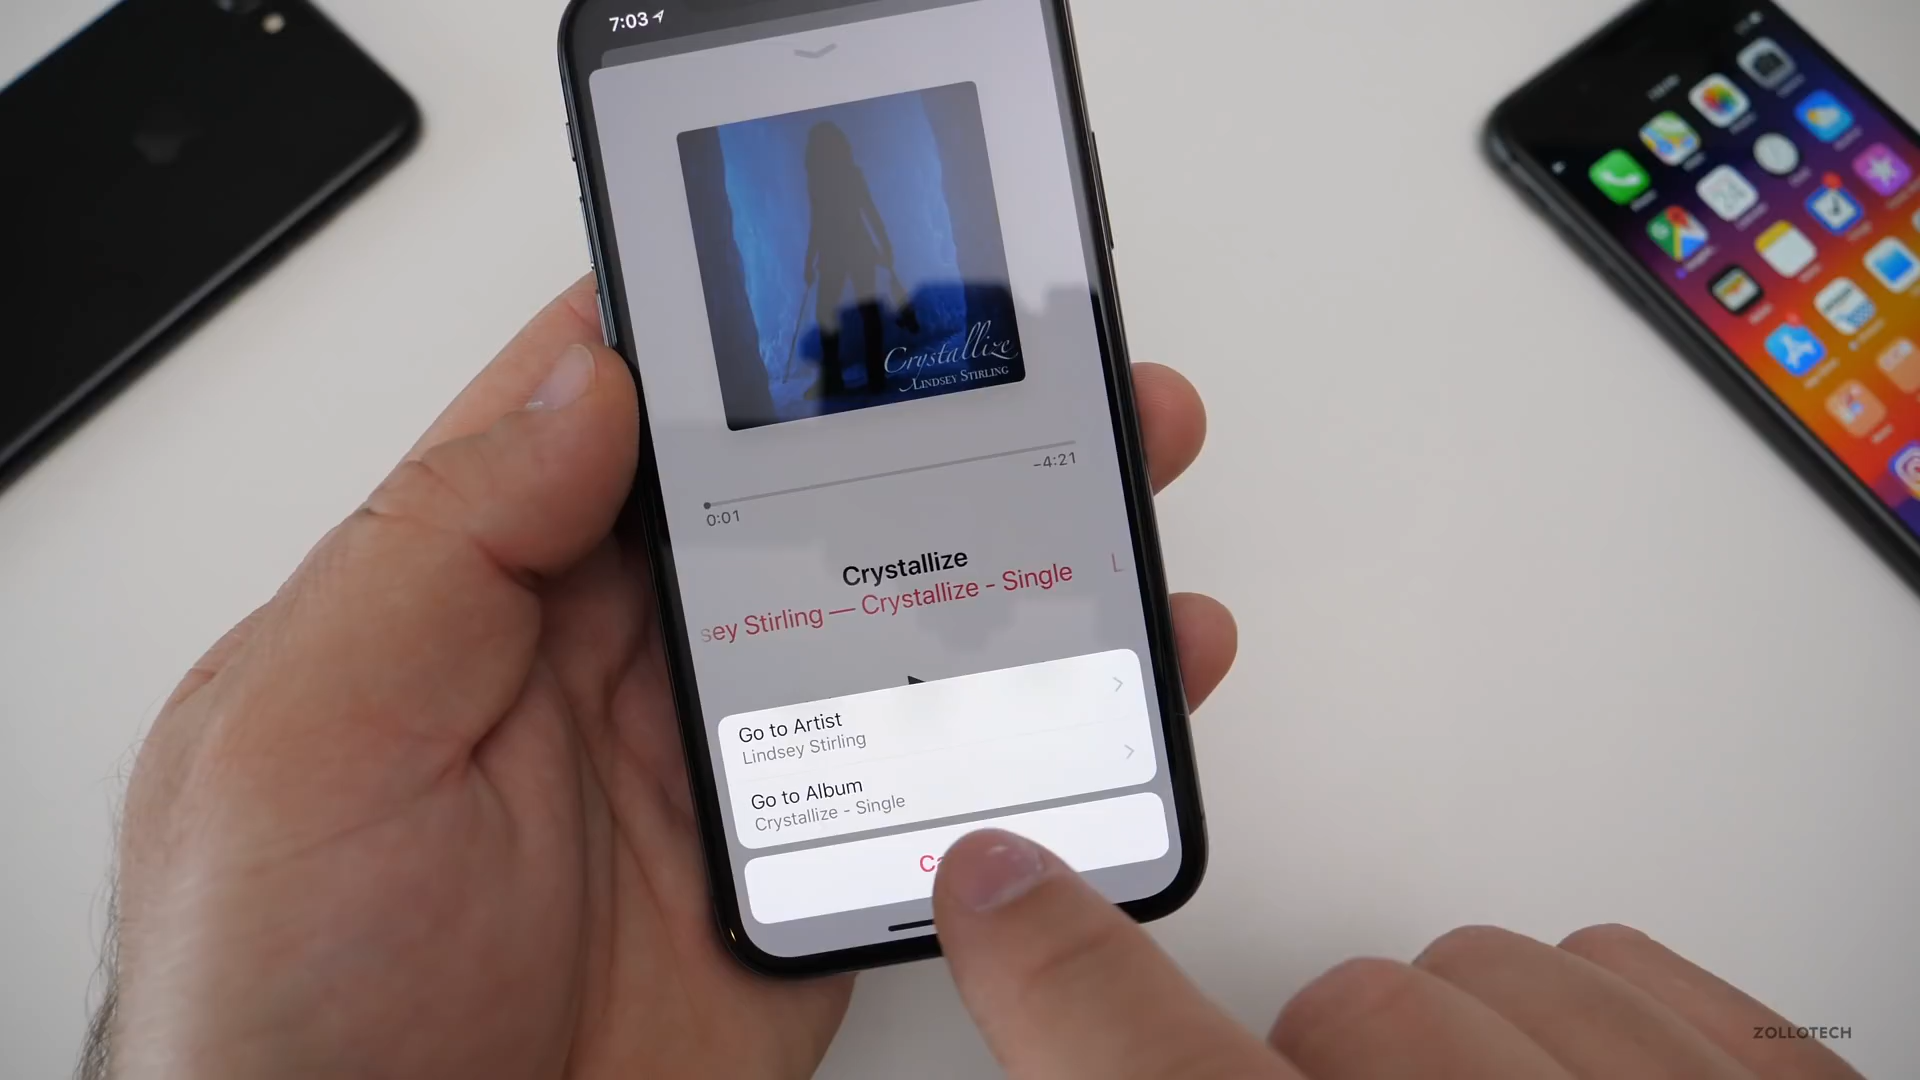 7:03
Crystallize
LINDSEY STIRLING
-4:21
0:01
Crystallize
sey Stirling — Crystallize - Single
L
Go to Artist
Lindsey Stirling
Go to Album
Crystallize - Single
ZOLLOTECH